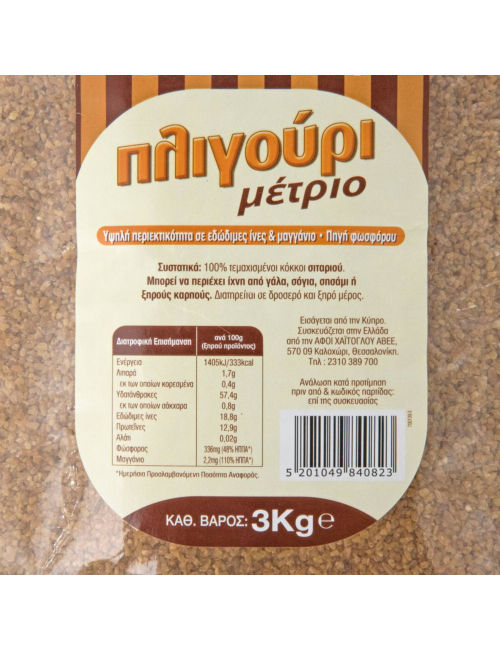 πλιγούρι
μέτριο
Υψηλή περιεκτικότητα σε εδώδιμες ίνες & μαγγάνιο • Πηγή φωσφόρου
Συστατικά: 100% τεμαχισμένοι κόκκοι σιταριού.
Μπορεί να περιέχει ίχνη από γάλα, σόγια, σησάμι ή
ξηρούς καρπούς. Διατηρείται σε δροσερό και ξηρό μέρος.
Διατροφική Επισήμανση ανά 100g
(ξηρού προϊόντος)
Ενέργεια 1405kJ/333kcal
Λιπαρά 1,7g
εκ των οποίων κορεσμένα 0,4g
Υδατάνθρακες 57,4g
εκ των οποίων σάκχαρα 0,8g
Εδώδιμες ίνες 18,8g
Πρωτεΐνες 12,9g
Αλάτι 0,02g
Φώσφορος 336mg (48% ΗΠΠΑ*)
Μαγγάνιο 2,2mg (110% ΗΠΠΑ*)
*Ημερήσια Προσλαμβανόμενη Ποσότητα Αναφοράς.
Εισάγεται από την Κύπρο.
Συσκευάζεται στην Ελλάδα
από την ΑΦΟΙ ΧΑΪΤΟΓΛΟΥ ΑΒΕΕ,
570 09 Καλοχώρι, Θεσσαλονίκη.
Τηλ : 2310 389 700
Ανάλωση κατά προτίμηση
πριν από & κωδικός παρτίδας:
επί της συσκευασίας
5 201049 840823
ΚΑΘ. ΒΑΡΟΣ: 3Kg e